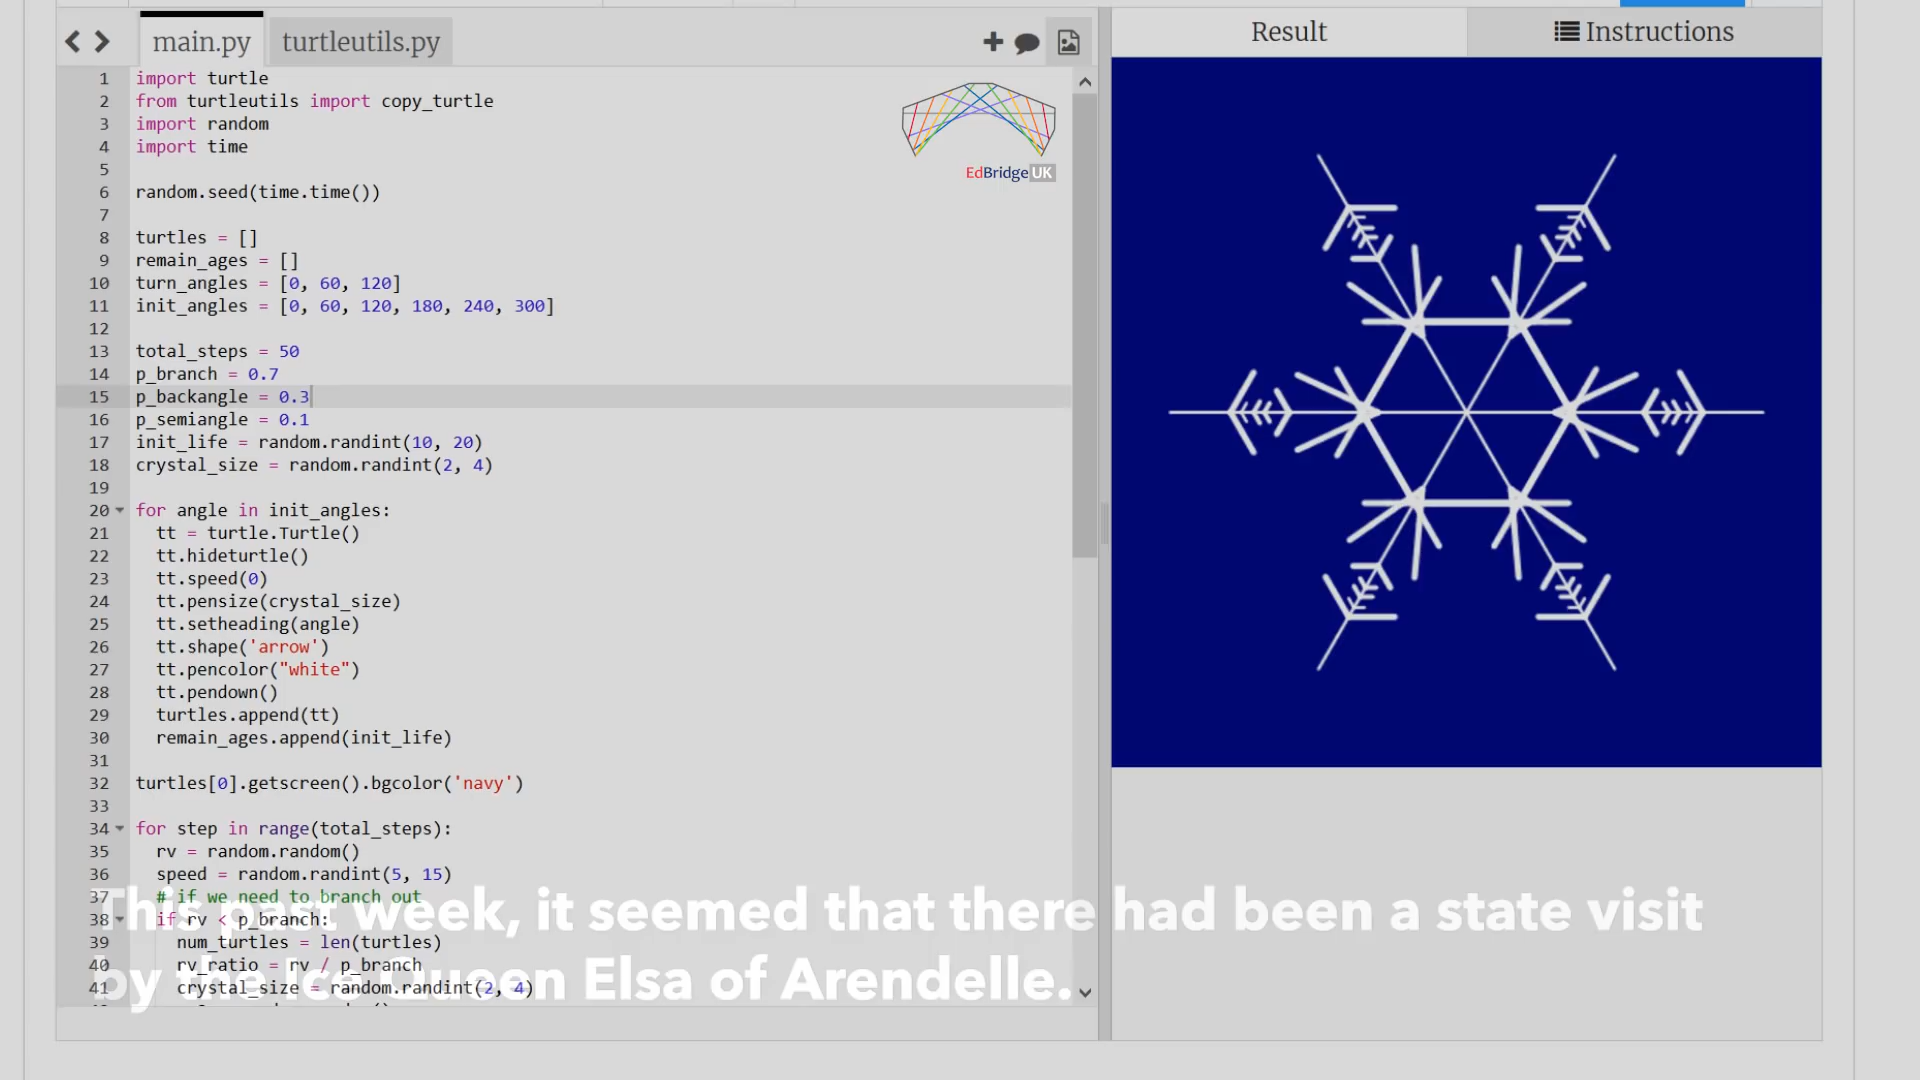 main.py
turtleutils.py
Result
Instructions
EdBridge UK
1 import turtle
2 from turtleutils import copy_turtle
3 import random
4 import time
5
6 random.seed(time.time())
7
8 turtles = []
9 remain_ages = []
10 turn_angles = [0, 60, 120]
11 init_angles = [0, 60, 120, 180, 240, 300]
12
13 total_steps = 50
14 p_branch = 0.7
15 p_backangle = 0.3
16 p_semiangle = 0.1
17 init_life = random.randint(10, 20)
18 crystal_size = random.randint(2, 4)
19
20 for angle in init_angles:
21 tt = turtle.Turtle()
22 tt.hideturtle()
23 tt.speed(0)
24 tt.pensize(crystal_size)
25 tt.setheading(angle)
26 tt.shape('arrow')
27 tt.pencolor("white")
28 tt.pendown()
29 turtles.append(tt)
30 remain_ages.append(init_life)
31
32 turtles[0].getscreen().bgcolor('navy')
33
34 for step in range(total_steps):
35 rv = random.random()
36 speed = random.randint(5, 15)
37 # if we need to branch out
38 if rv < p_branch:
39 num_turtles = len(turtles)
40 rv_ratio = rv / p_branch
41 crystal_size = random.randint(2, 4)
This past week, it seemed that there had been a state visit
by the Ice Queen Elsa of Arendelle.